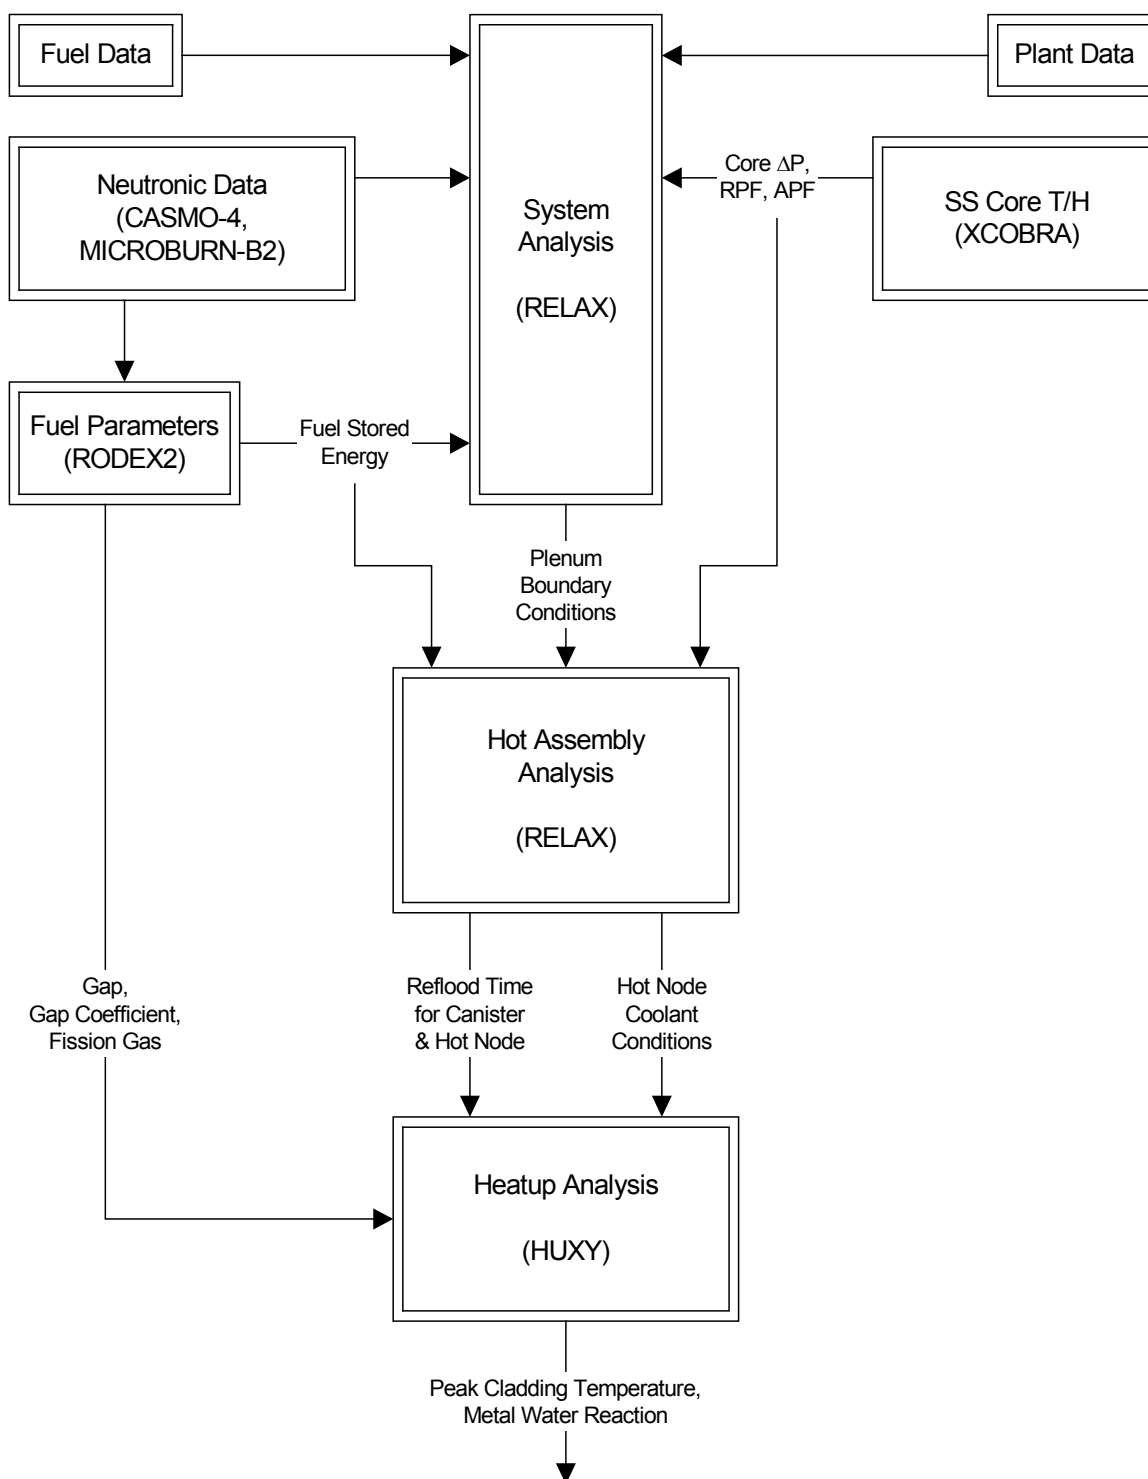 Fuel Data
Plant Data
Neutronic Data
(CASMO-4,
MICROBURN-B2)
System
Analysis
(RELAX)
Core ΔP,
RPF, APF
SS Core T/H
(XCOBRA)
Fuel Parameters
(RODEX2)
Fuel Stored
Energy
Plenum
Boundary
Conditions
Hot Assembly
Analysis
(RELAX)
Gap,
Gap Coefficient,
Fission Gas
Reflood Time
for Canister
& Hot Node
Hot Node
Coolant
Conditions
Heatup Analysis
(HUXY)
Peak Cladding Temperature,
Metal Water Reaction